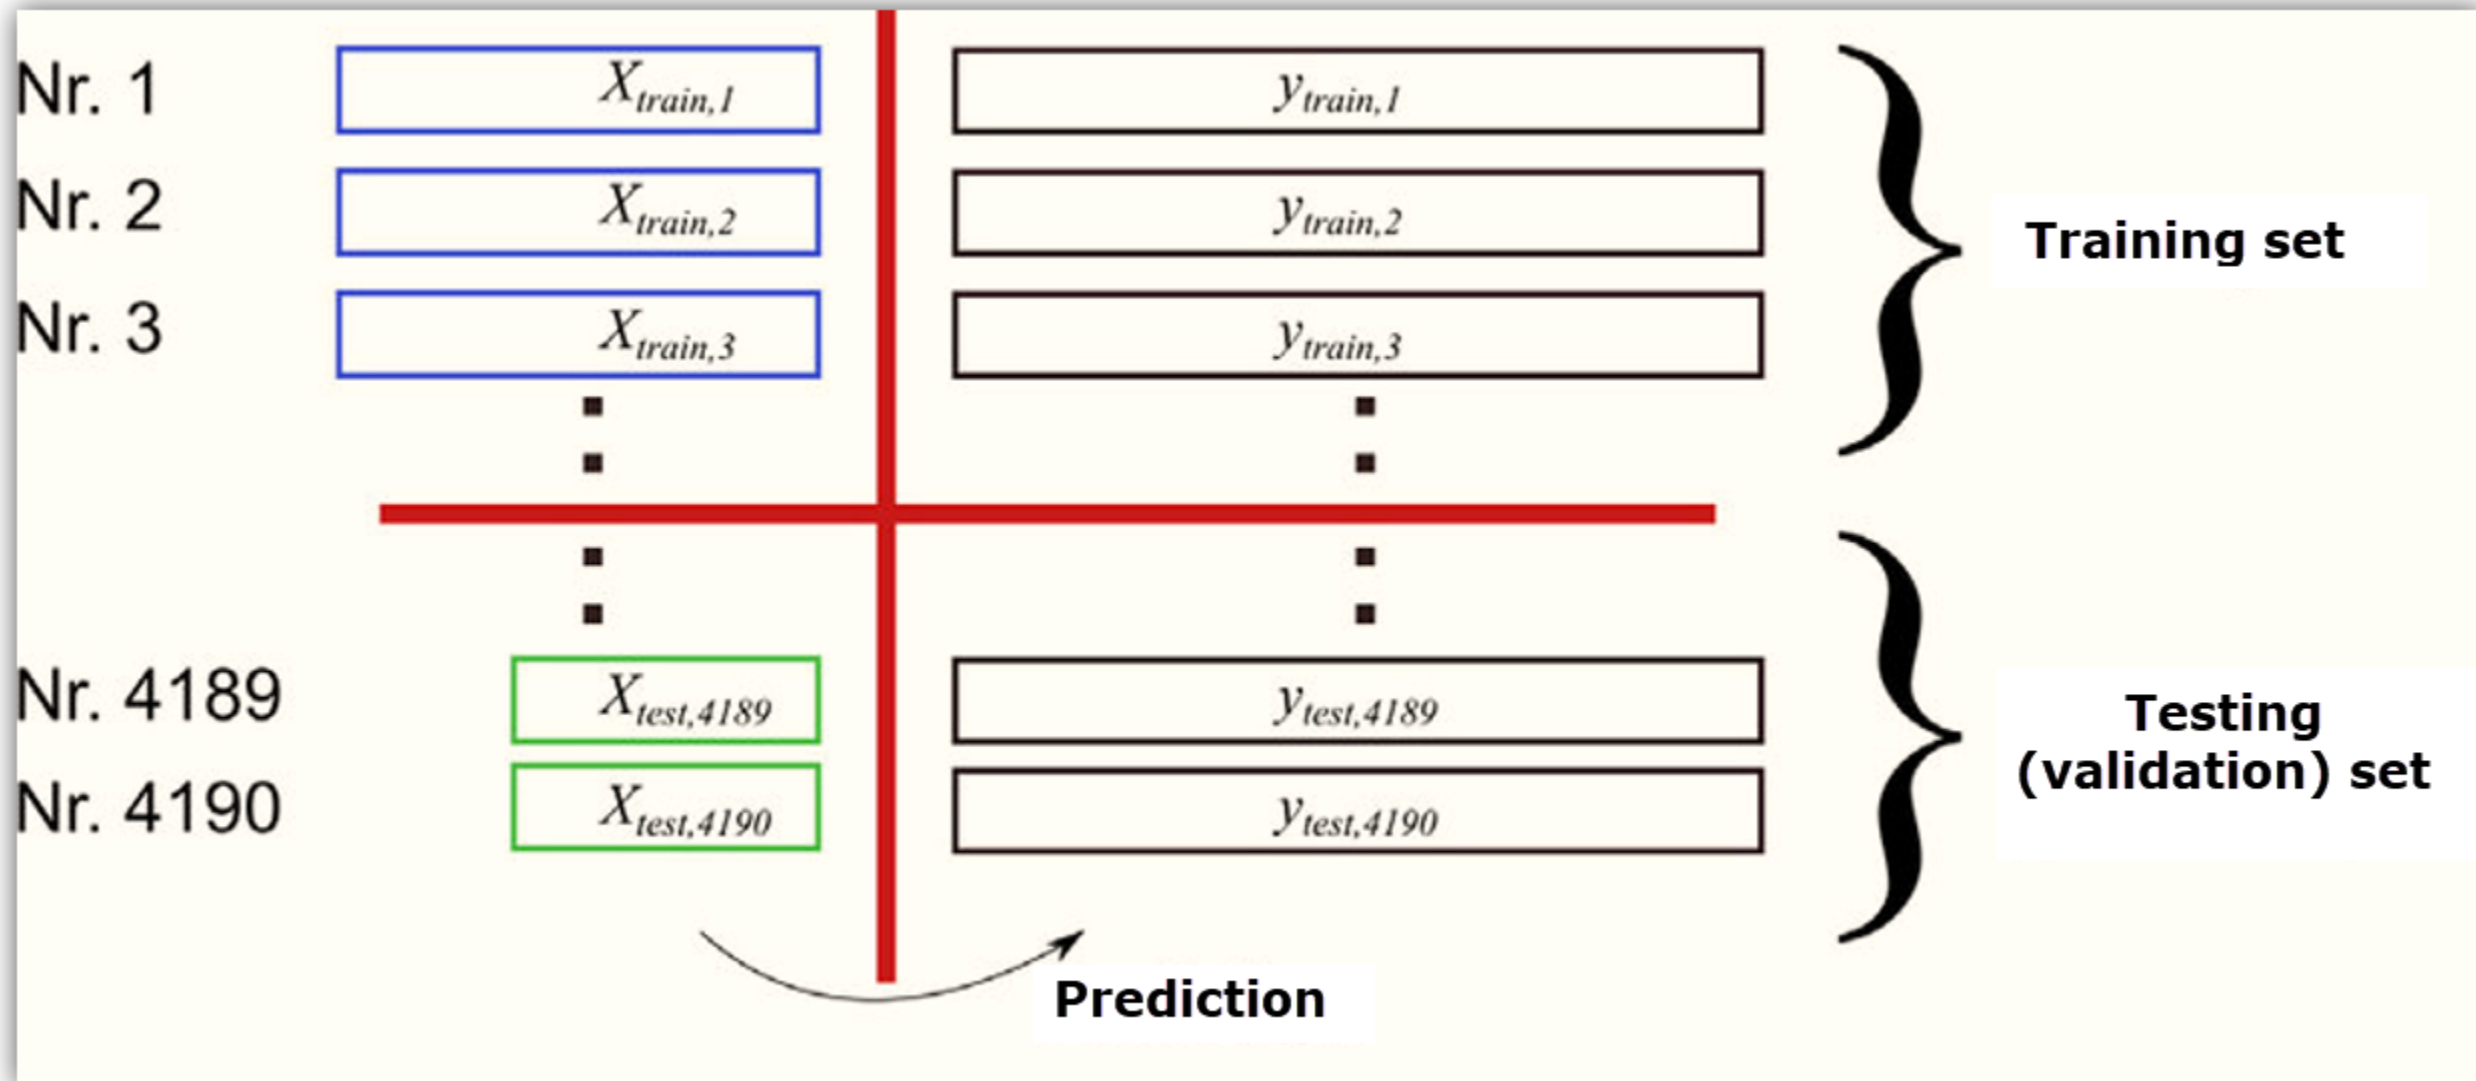 Nr. 1 X_train,1 y_train,1
Nr. 2 X_train,2 y_train,2
Training set
Nr. 3 X_train,3 y_train,3
Nr. 4189 X_test,4189 y_test,4189
Testing
(validation) set
Nr. 4190 X_test,4190 y_test,4190
Prediction